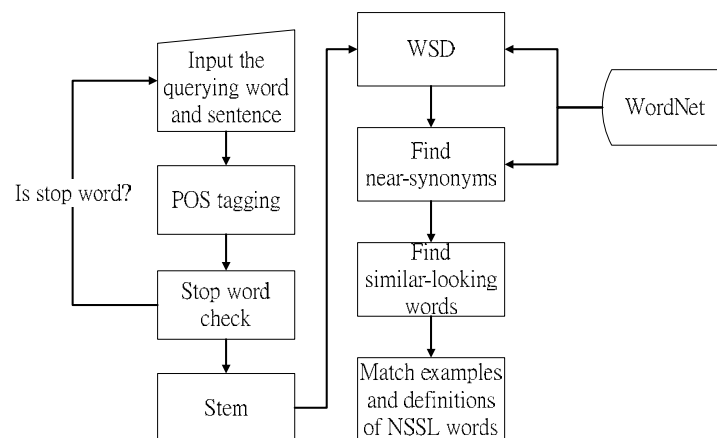 Input the
querying word
and sentence
Is stop word?
POS tagging
Stop word
check
Stem
WSD
WordNet
Find
near-synonyms
Find
similar-looking
words
Match examples
and definitions
of NSSL words